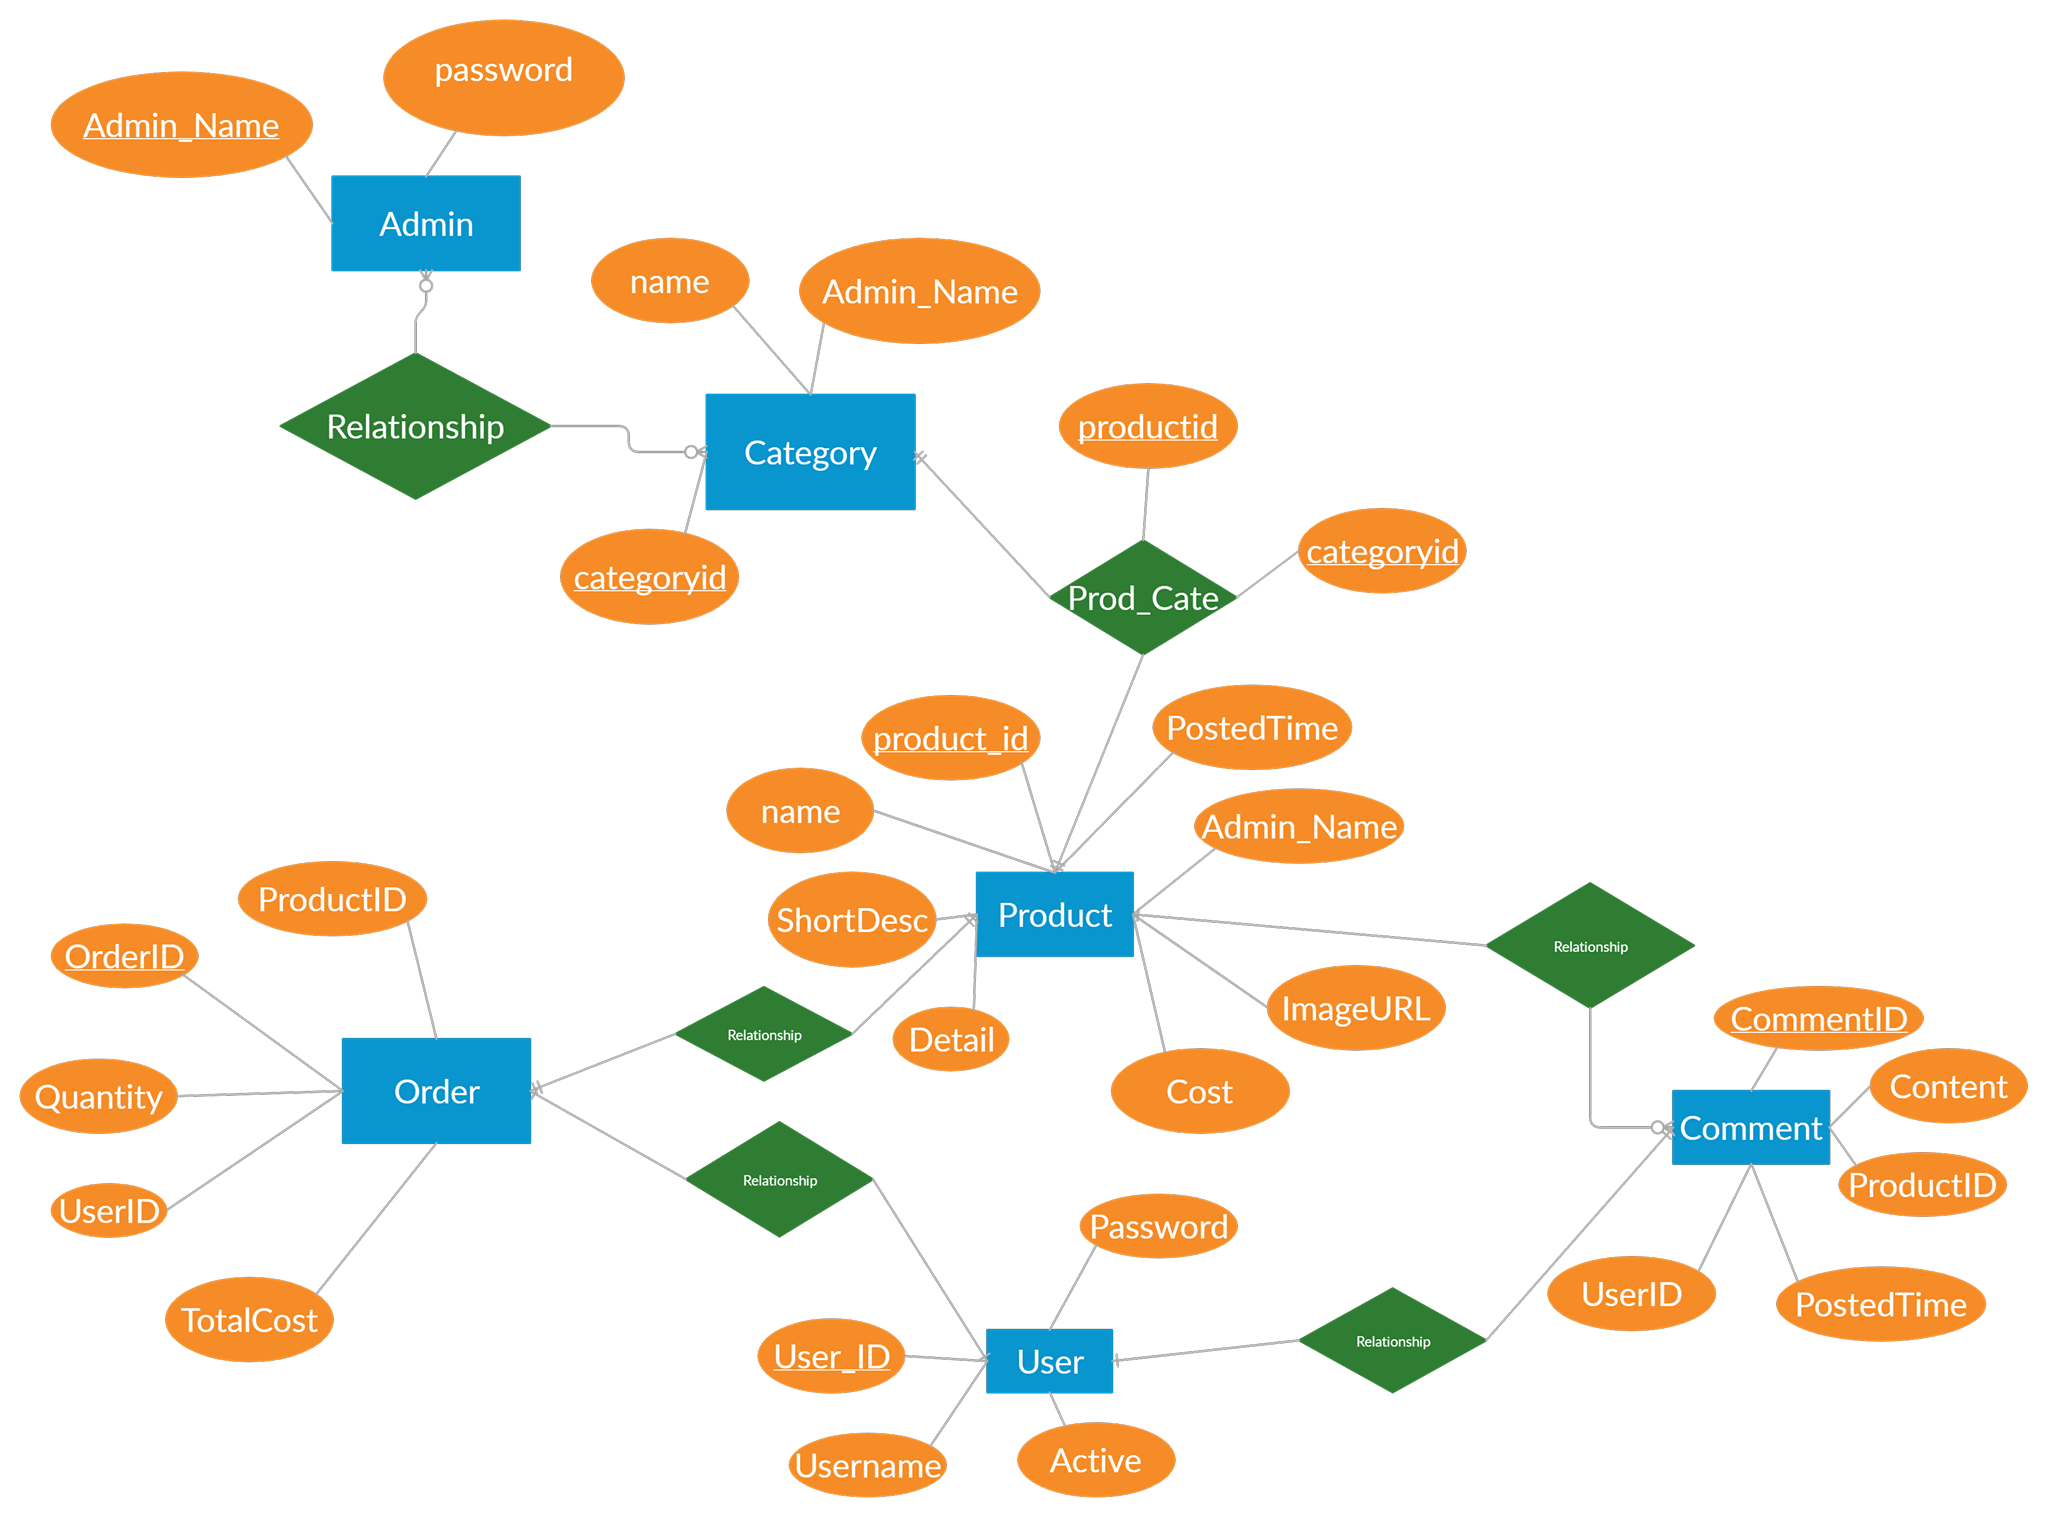 password
Admin_Name
Admin
name
Admin_Name
Relationship
Category
productid
categoryid
categoryid
Prod_Cate
product_id
PostedTime
name
Admin_Name
ShortDesc
Product
ProductID
OrderID
Relationship
ImageURL
Relationship
Detail
CommentID
Cost
Content
Order
Quantity
Comment
Relationship
ProductID
UserID
Password
UserID
PostedTime
TotalCost
Relationship
User_ID
User
Username
Active